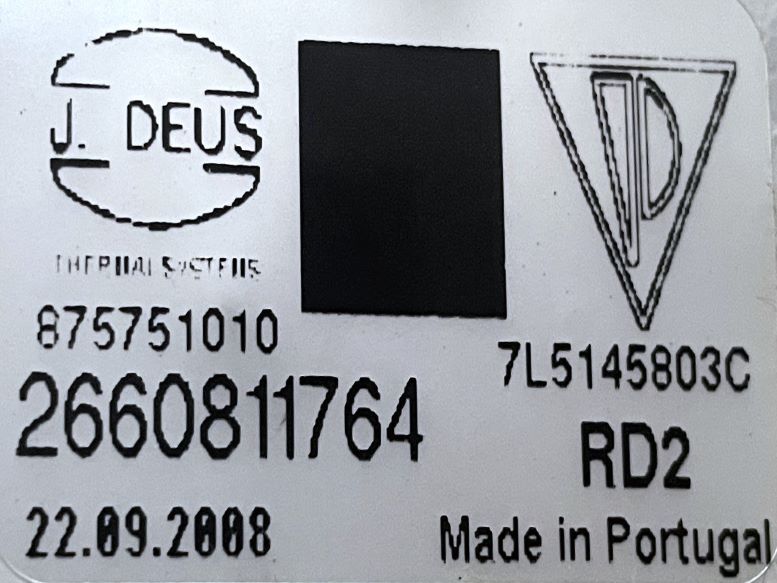 J. DEUS
THERMAL SYSTEMS
875751010
2660811764
22.09.2008
7L5145803C
RD2
Made in Portugal